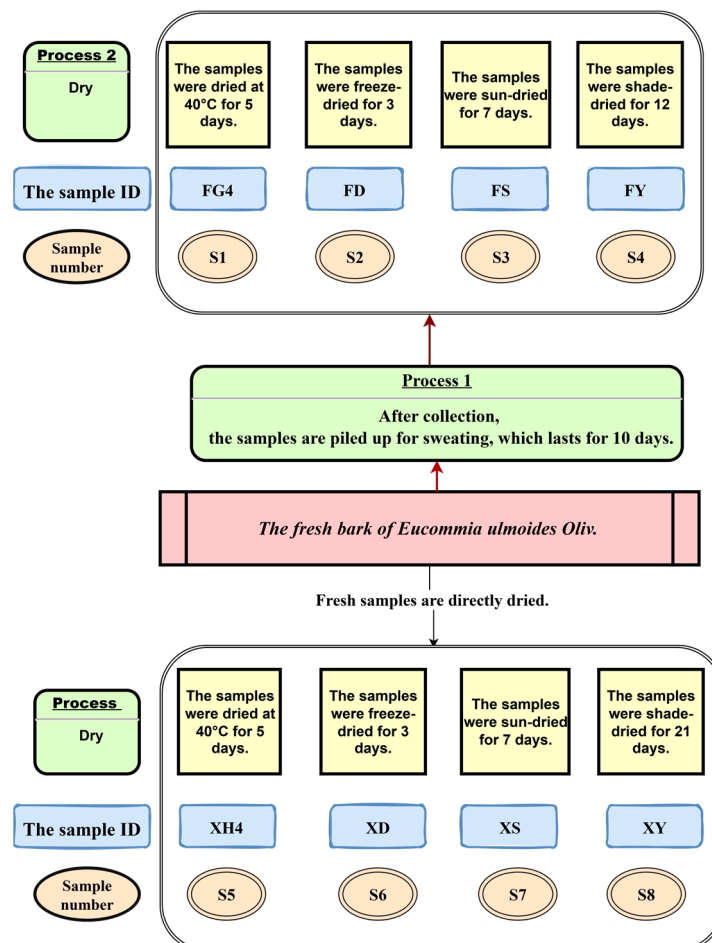 Process 2
Dry
The samples
were dried at
40°C for 5
days.
The samples
were freeze-
dried for 3
days.
The samples
were sun-dried
for 7 days.
The samples
were shade-
dried for 12
days.
The sample ID
FG4
FD
FS
FY
Sample
number
S1
S2
S3
S4
Process 1
After collection,
the samples are piled up for sweating, which lasts for 10 days.
The fresh bark of Eucommia ulmoides Oliv.
Fresh samples are directly dried.
Process
Dry
The samples
were dried at
40°C for 5
days.
The samples
were freeze-
dried for 3
days.
The samples
were sun-dried
for 7 days.
The samples
were shade-
dried for 21
days.
The sample ID
XH4
XD
XS
XY
Sample
number
S5
S6
S7
S8